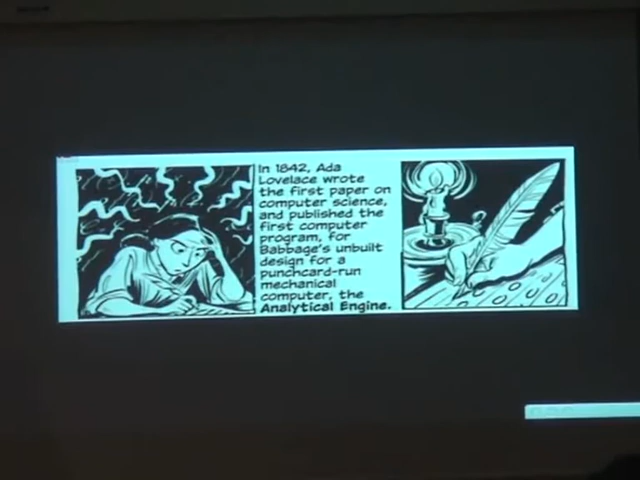 In 1842, Ada
Lovelace wrote
the first paper on
computer science,
and published the
first computer
program, for
Babbage's unbuilt
design for a
punchcard-run
mechanical
computer, the
Analytical Engine.